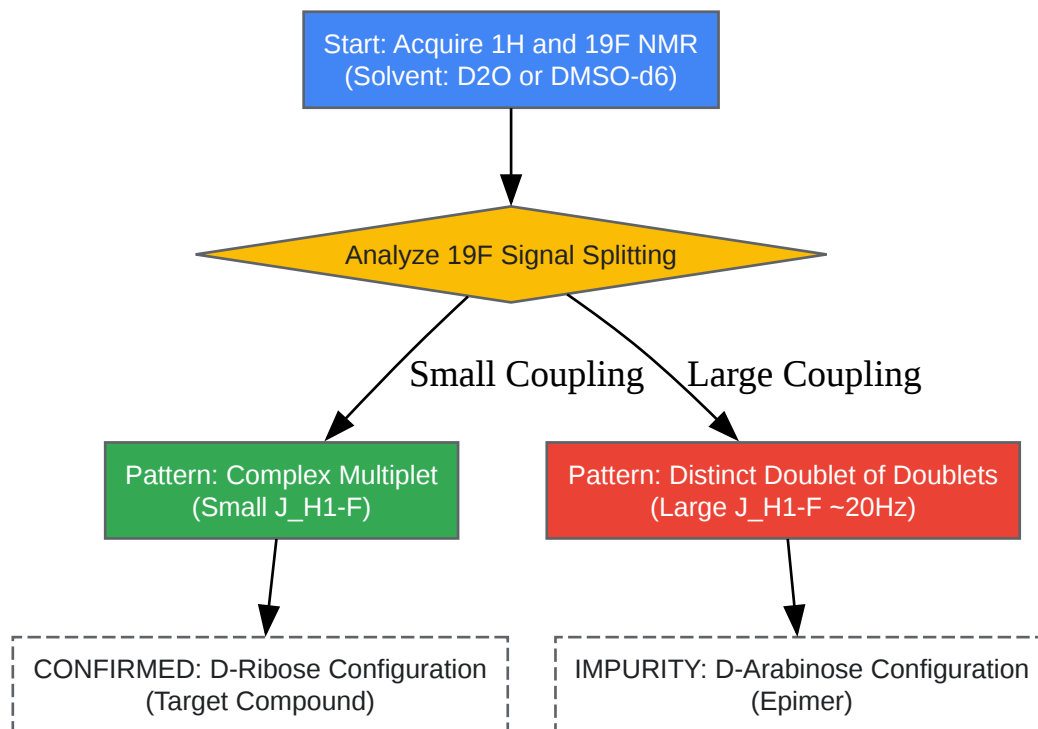 Start: Acquire 1H and 19F NMR
(Solvent: D2O or DMSO-d6)
Analyze 19F Signal Splitting
Small Coupling
Large Coupling
Pattern: Complex Multiplet
(Small J_H1-F)
Pattern: Distinct Doublet of Doublets
(Large J_H1-F ~20Hz)
CONFIRMED: D-Ribose Configuration
(Target Compound)
IMPURITY: D-Arabinose Configuration
(Epimer)